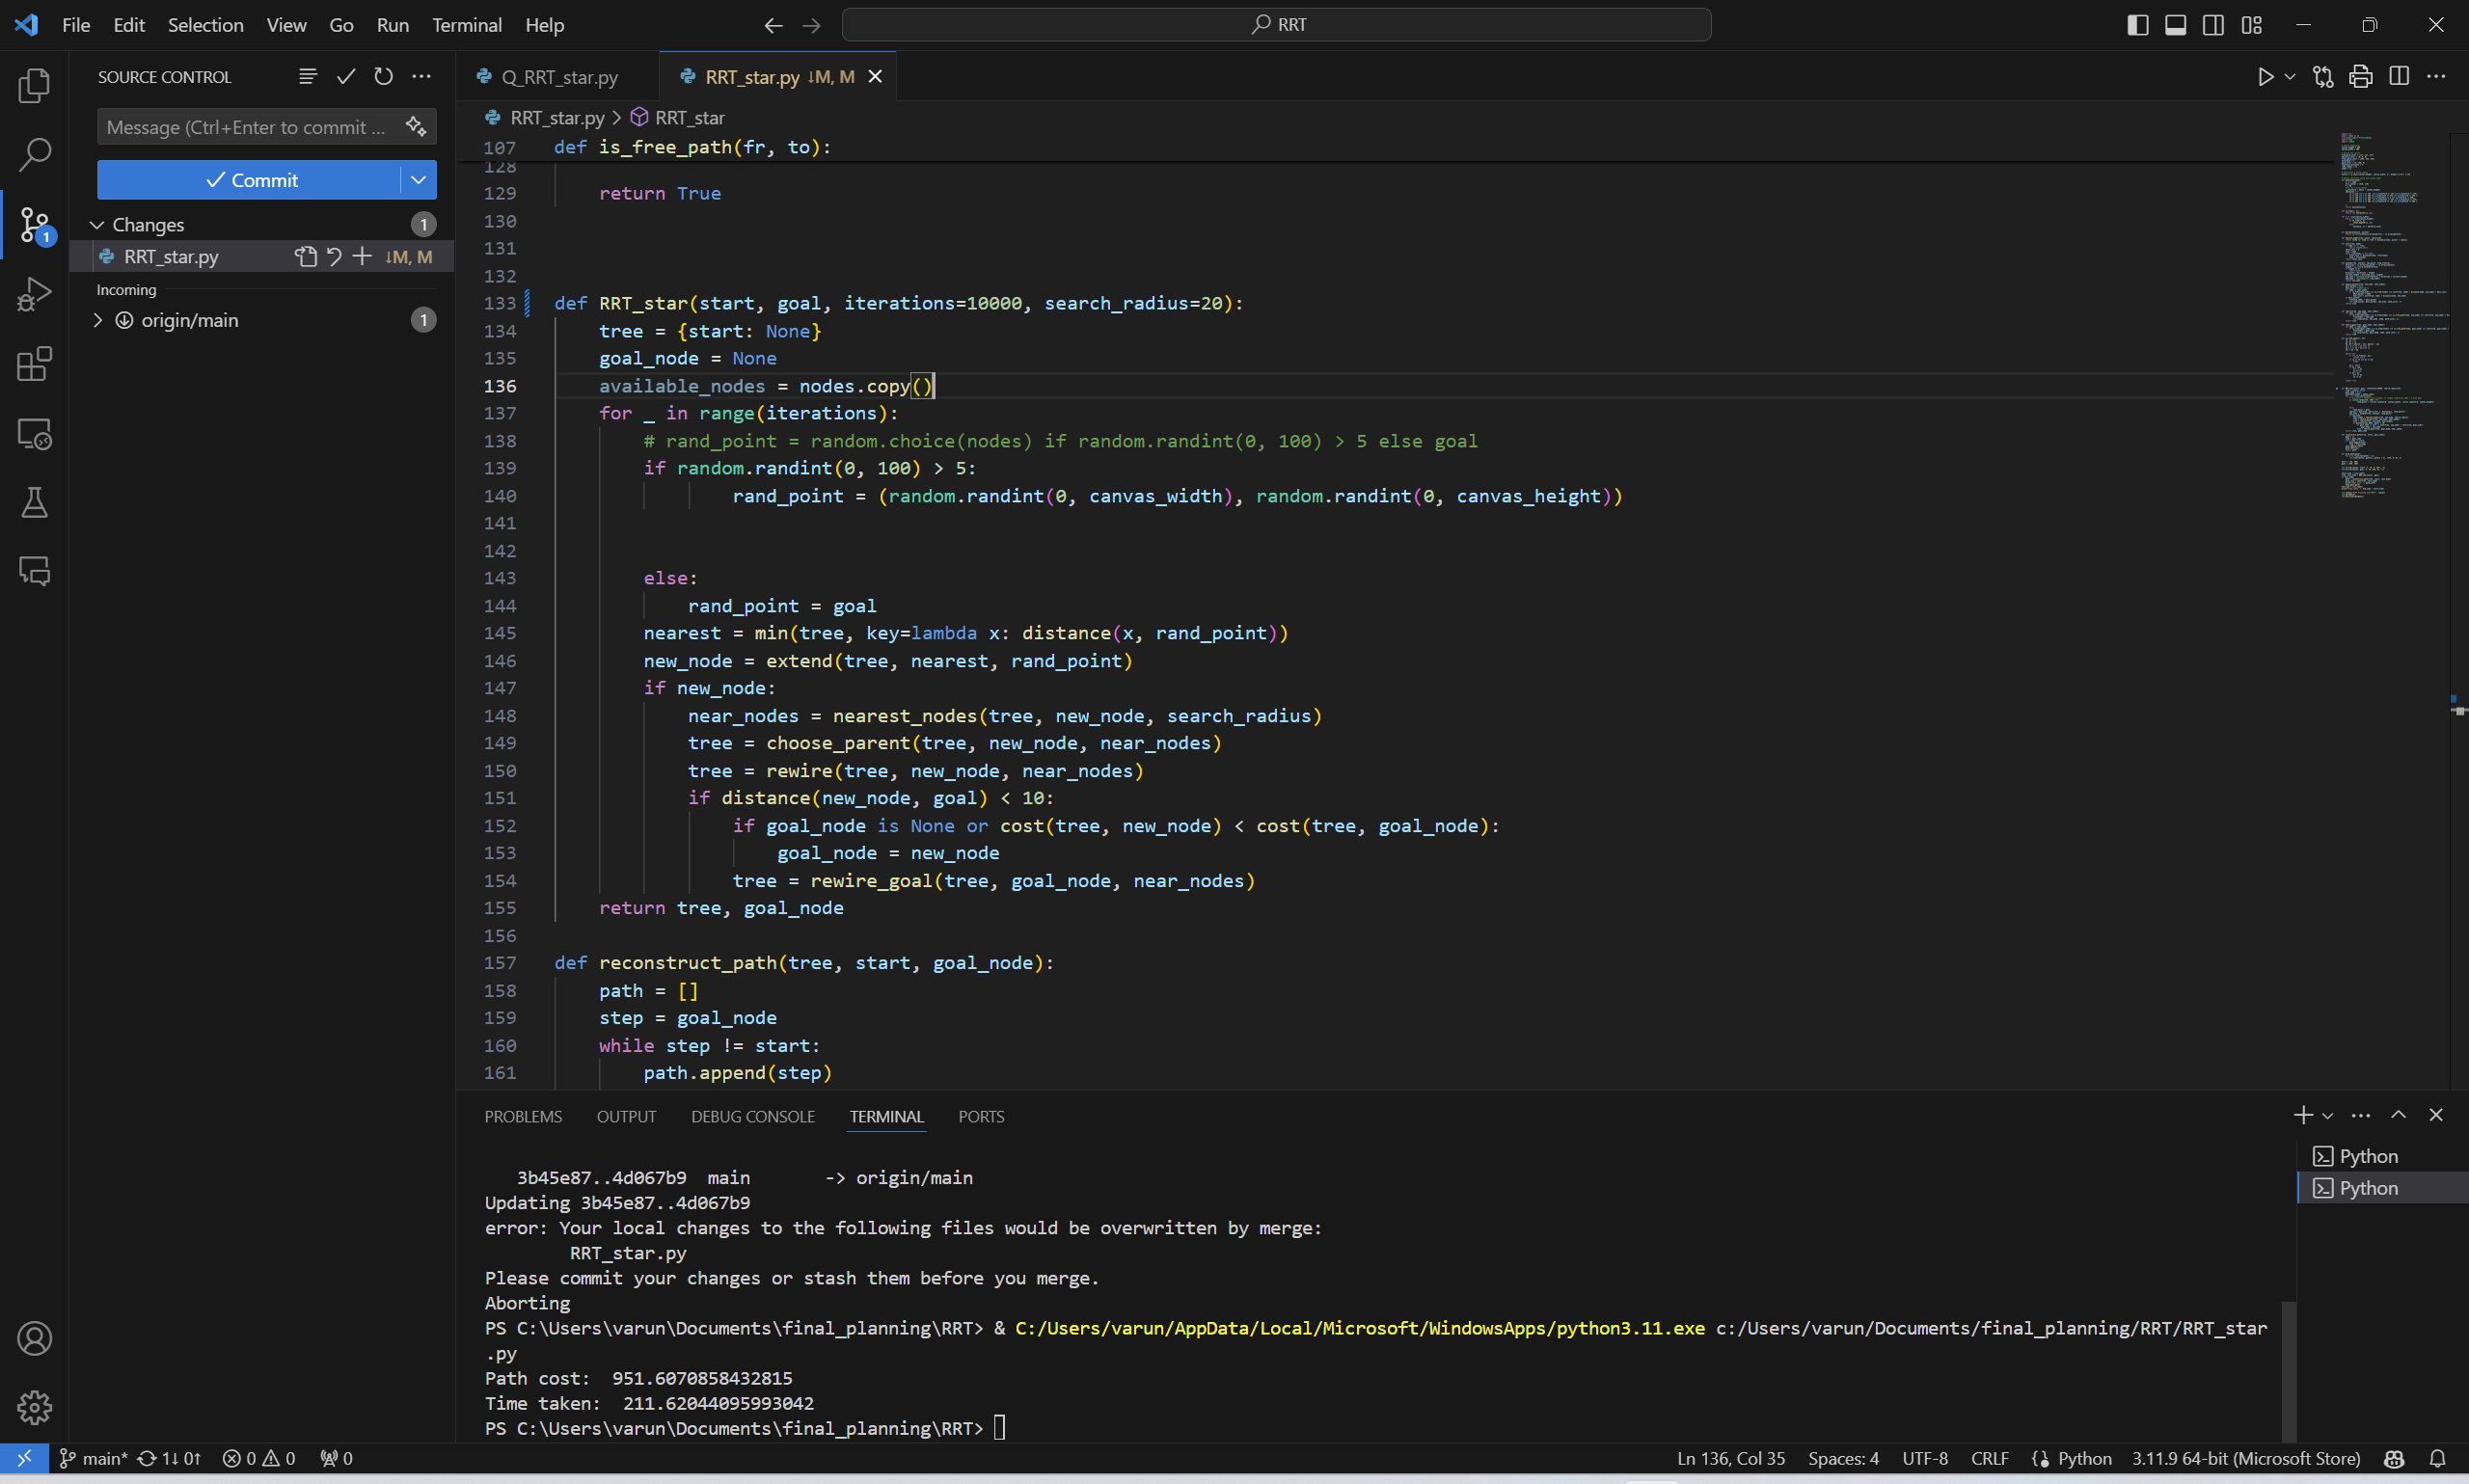 File Edit Selection View Go Run Terminal Help
RRT
SOURCE CONTROL
Message (Ctrl+Enter to commit ...
Commit
Changes 1
RRT_star.py ↓M, M
Incoming
origin/main 1
1
Q_RRT_star.py
RRT_star.py ↓M, M
RRT_star.py > RRT_star
107 def is_free_path(fr, to):
128
129 return True
130
131
132
133 def RRT_star(start, goal, iterations=10000, search_radius=20):
134 tree = {start: None}
135 goal_node = None
136 available_nodes = nodes.copy()
137 for _ in range(iterations):
138 # rand_point = random.choice(nodes) if random.randint(0, 100) > 5 else goal
139 if random.randint(0, 100) > 5:
140 rand_point = (random.randint(0, canvas_width), random.randint(0, canvas_height))
141
142
143 else:
144 rand_point = goal
145 nearest = min(tree, key=lambda x: distance(x, rand_point))
146 new_node = extend(tree, nearest, rand_point)
147 if new_node:
148 near_nodes = nearest_nodes(tree, new_node, search_radius)
149 tree = choose_parent(tree, new_node, near_nodes)
150 tree = rewire(tree, new_node, near_nodes)
151 if distance(new_node, goal) < 10:
152 if goal_node is None or cost(tree, new_node) < cost(tree, goal_node):
153 goal_node = new_node
154 tree = rewire_goal(tree, goal_node, near_nodes)
155 return tree, goal_node
156
157 def reconstruct_path(tree, start, goal_node):
158 path = []
159 step = goal_node
160 while step != start:
161 path.append(step)
PROBLEMS OUTPUT DEBUG CONSOLE TERMINAL PORTS
3b45e87..4d067b9 main -> origin/main
Updating 3b45e87..4d067b9
error: Your local changes to the following files would be overwritten by merge:
RRT_star.py
Please commit your changes or stash them before you merge.
Aborting
PS C:\Users\varun\Documents\final_planning\RRT> & C:/Users/varun/AppData/Local/Microsoft/WindowsApps/python3.11.exe c:/Users/varun/Documents/final_planning/RRT/RRT_star
.py
Path cost: 951.6070858432815
Time taken: 211.62044095993042
PS C:\Users\varun\Documents\final_planning\RRT>
Python
Python
main* 1↓ 0↑ 0 0 0
Ln 136, Col 35 Spaces: 4 UTF-8 CRLF Python 3.11.9 64-bit (Microsoft Store)